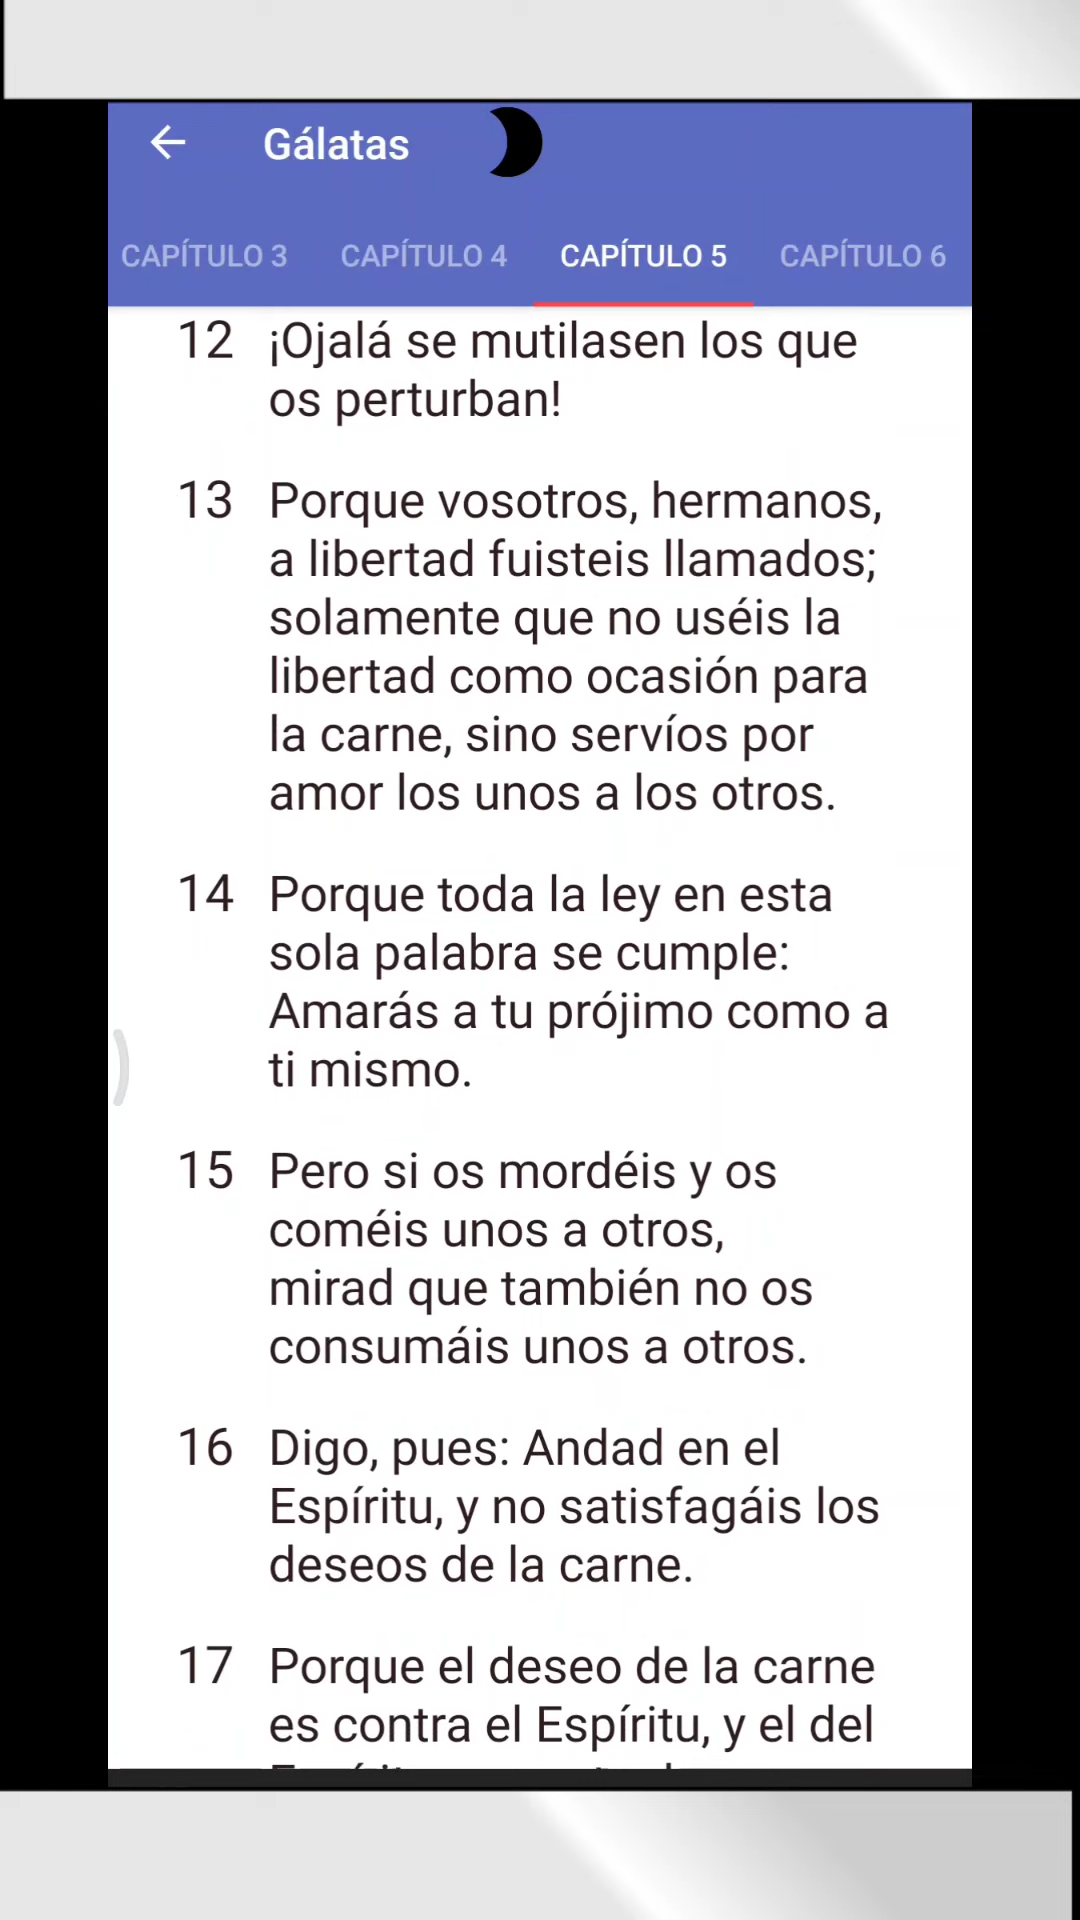 Gálatas
CAPÍTULO 3 CAPÍTULO 4 CAPÍTULO 5 CAPÍTULO 6
12 ¡Ojalá se mutilasen los que
os perturban!
13 Porque vosotros, hermanos,
a libertad fuisteis llamados;
solamente que no uséis la
libertad como ocasión para
la carne, sino servíos por
amor los unos a los otros.
14 Porque toda la ley en esta
sola palabra se cumple:
Amarás a tu prójimo como a
ti mismo.
15 Pero si os mordéis y os
coméis unos a otros,
mirad que también no os
consumáis unos a otros.
16 Digo, pues: Andad en el
Espíritu, y no satisfagáis los
deseos de la carne.
17 Porque el deseo de la carne
es contra el Espíritu, y el del